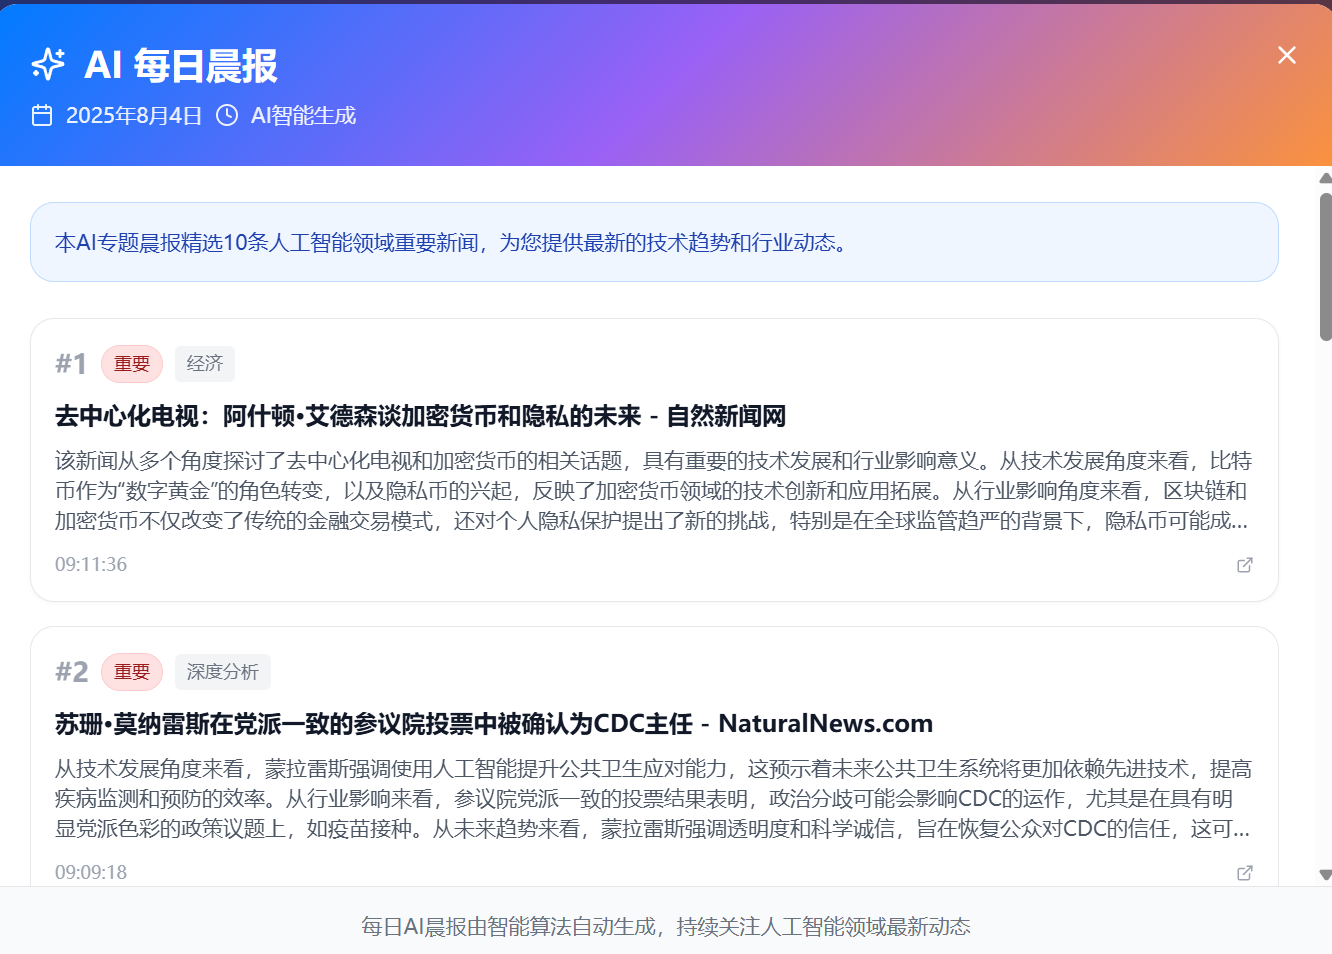 AI 每日晨报
2025年8月4日 AI智能生成
本AI专题晨报精选10条人工智能领域重要新闻，为您提供最新的技术趋势和行业动态。
#1 重要 经济
去中心化电视：阿什顿•艾德森谈加密货币和隐私的未来 - 自然新闻网
该新闻从多个角度探讨了去中心化电视和加密货币的相关话题，具有重要的技术发展和行业影响意义。从技术发展角度来看，比特
币作为“数字黄金”的角色转变，以及隐私币的兴起，反映了加密货币领域的技术创新和应用拓展。从行业影响角度来看，区块链和
加密货币不仅改变了传统的金融交易模式，还对个人隐私保护提出了新的挑战，特别是在全球监管趋严的背景下，隐私币可能成...
09:11:36
#2 重要 深度分析
苏珊•莫纳雷斯在党派一致的参议院投票中被确认为CDC主任 - NaturalNews.com
从技术发展角度来看，蒙拉雷斯强调使用人工智能提升公共卫生应对能力，这预示着未来公共卫生系统将更加依赖先进技术，提高
疾病监测和预防的效率。从行业影响来看，参议院党派一致的投票结果表明，政治分歧可能会影响CDC的运作，尤其是在具有明
显党派色彩的政策议题上，如疫苗接种。从未来趋势来看，蒙拉雷斯强调透明度和科学诚信，旨在恢复公众对CDC的信任，这可...
09:09:18
每日AI晨报由智能算法自动生成，持续关注人工智能领域最新动态